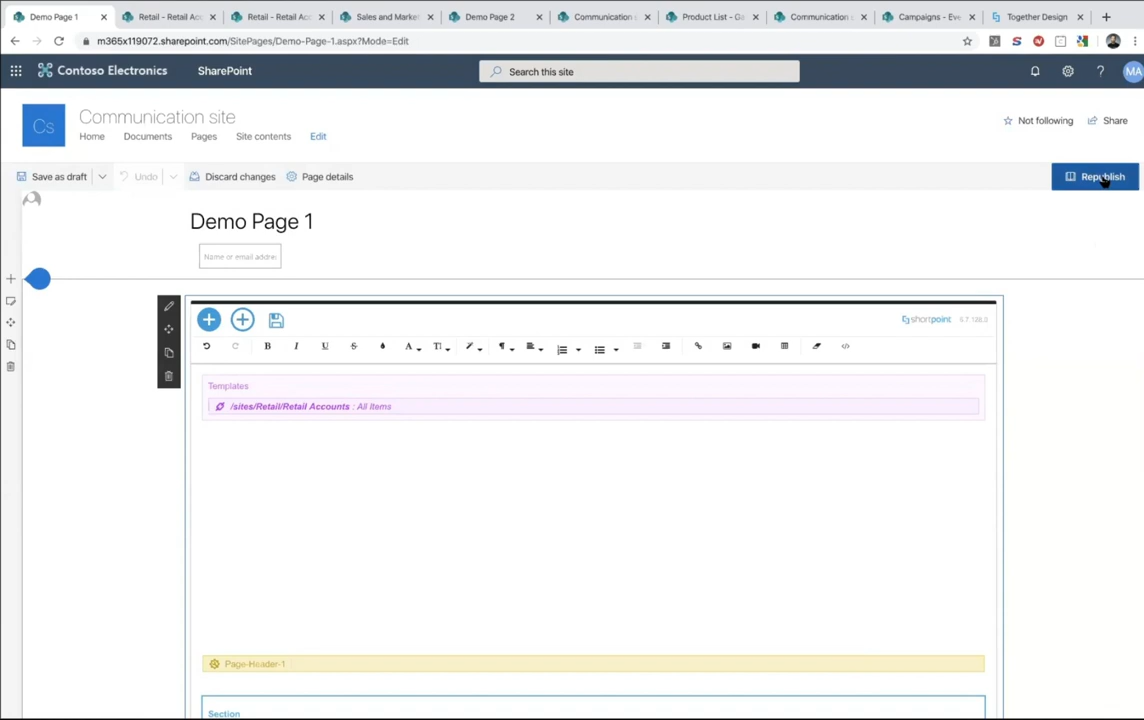 Demo Page 1
Retail – Retail Acc
Retail – Retail Acc
Sales and Marke
Demo Page 2
Communication s
Product List - Ga
Communication s
Campaigns - Eve
Together Design
m365x119072.sharepoint.com/SitePages/Demo-Page-1.aspx?Mode=Edit
Contoso Electronics
SharePoint
Search this site
MA
Cs
Communication site
Home
Documents
Pages
Site contents
Edit
Not following
Share
Save as draft
Undo
Discard changes
Page details
Republish
Demo Page 1
Name or email addre
shortpoint
Templates
/sites/Retail/Retail Accounts : All Items
Page-Header-1
Section